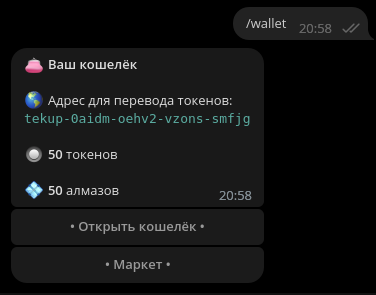 /wallet
20:58
Ваш кошелёк
Адрес для перевода токенов:
tekup-0aidm-oehv2-vzons-smfjg
50 токенов
50 алмазов
20:58
• Открыть кошелёк •
• Маркет •